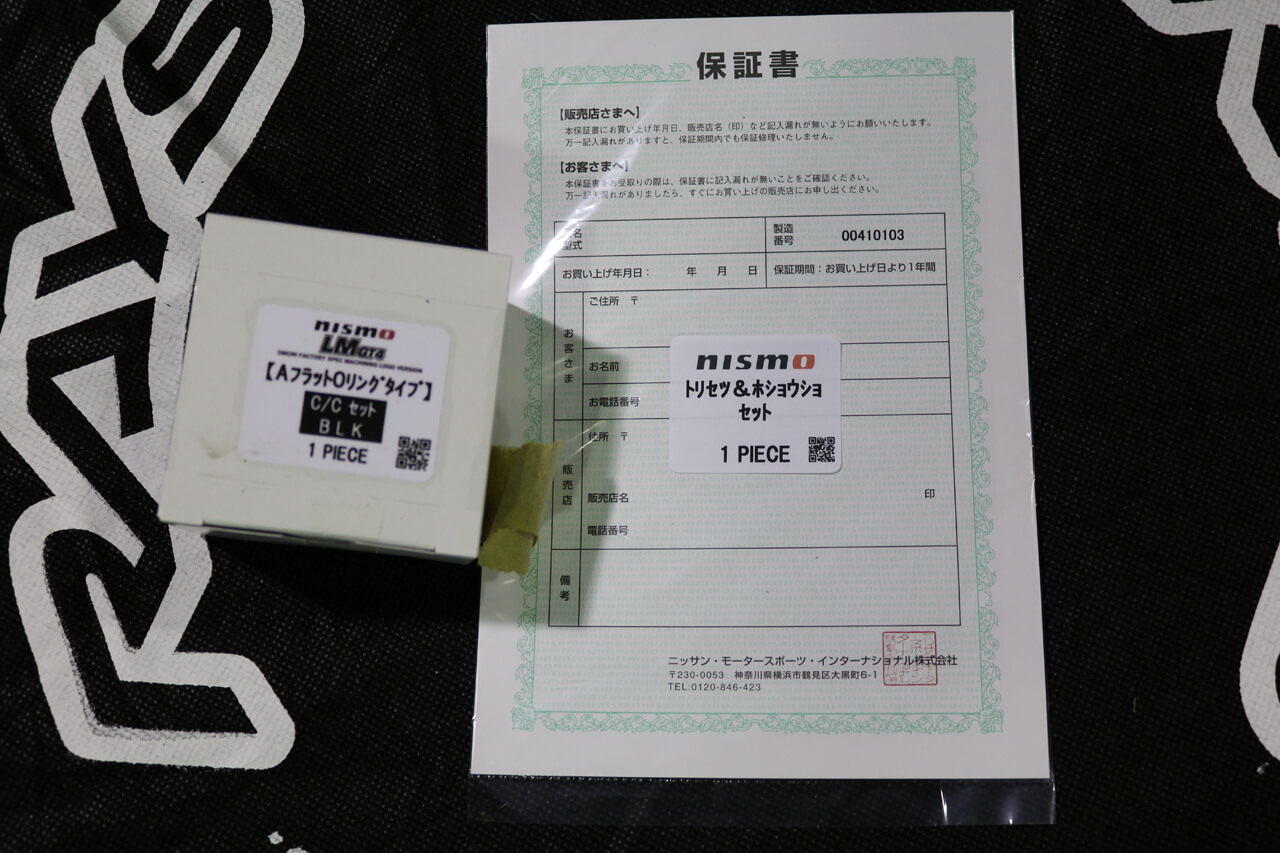 RAYS
nismo
LM GT4
OMORI FACTORY SPEC MACHINING LOGO VERSION
【AフラットOリングタイプ】
C/C セット
BLK
1 PIECE
保証書
【販売店さまへ】
本保証書にお買い上げ年月日、販売店名(印)など記入漏れが無いようにお願いいたします。
万一記入漏れがありますと、保証期間内でも保証修理いたしません。
【お客さまへ】
本保証書をお受取りの際は、保証書に記入漏れが無いことをご確認ください。
万一記入漏れがありましたら、すぐにお買い上げの販売店にお申し出ください。
名
型式
製造
番号
00410103
お買い上げ年月日: 年 月 日
保証期間:お買い上げ日より1年間
お客さま
ご住所 〒
お名前
お電話番号
nismo
トリセツ&ホショウショ
セット
1 PIECE
販売店
住所 〒
販売店名 印
電話番号
備考
ニッサン・モータースポーツ・インターナショナル株式会社
〒230-0053 神奈川県横浜市鶴見区大黒町6-1
TEL:0120-846-423